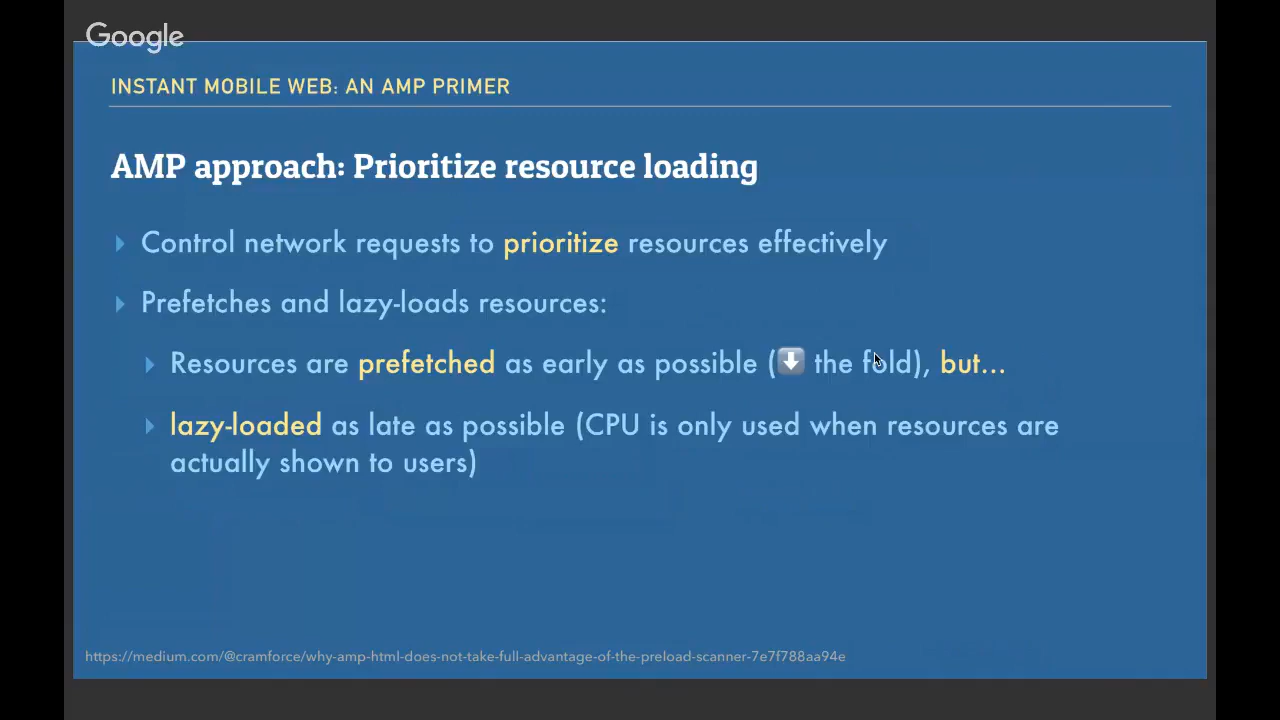 Google
INSTANT MOBILE WEB: AN AMP PRIMER
AMP approach: Prioritize resource loading
Control network requests to prioritize resources effectively
Prefetches and lazy-loads resources:
Resources are prefetched as early as possible (⬇️ the fold), but...
lazy-loaded as late as possible (CPU is only used when resources are
actually shown to users)
https://medium.com/@cramforce/why-amp-html-does-not-take-full-advantage-of-the-preload-scanner-7e7f788aa94e